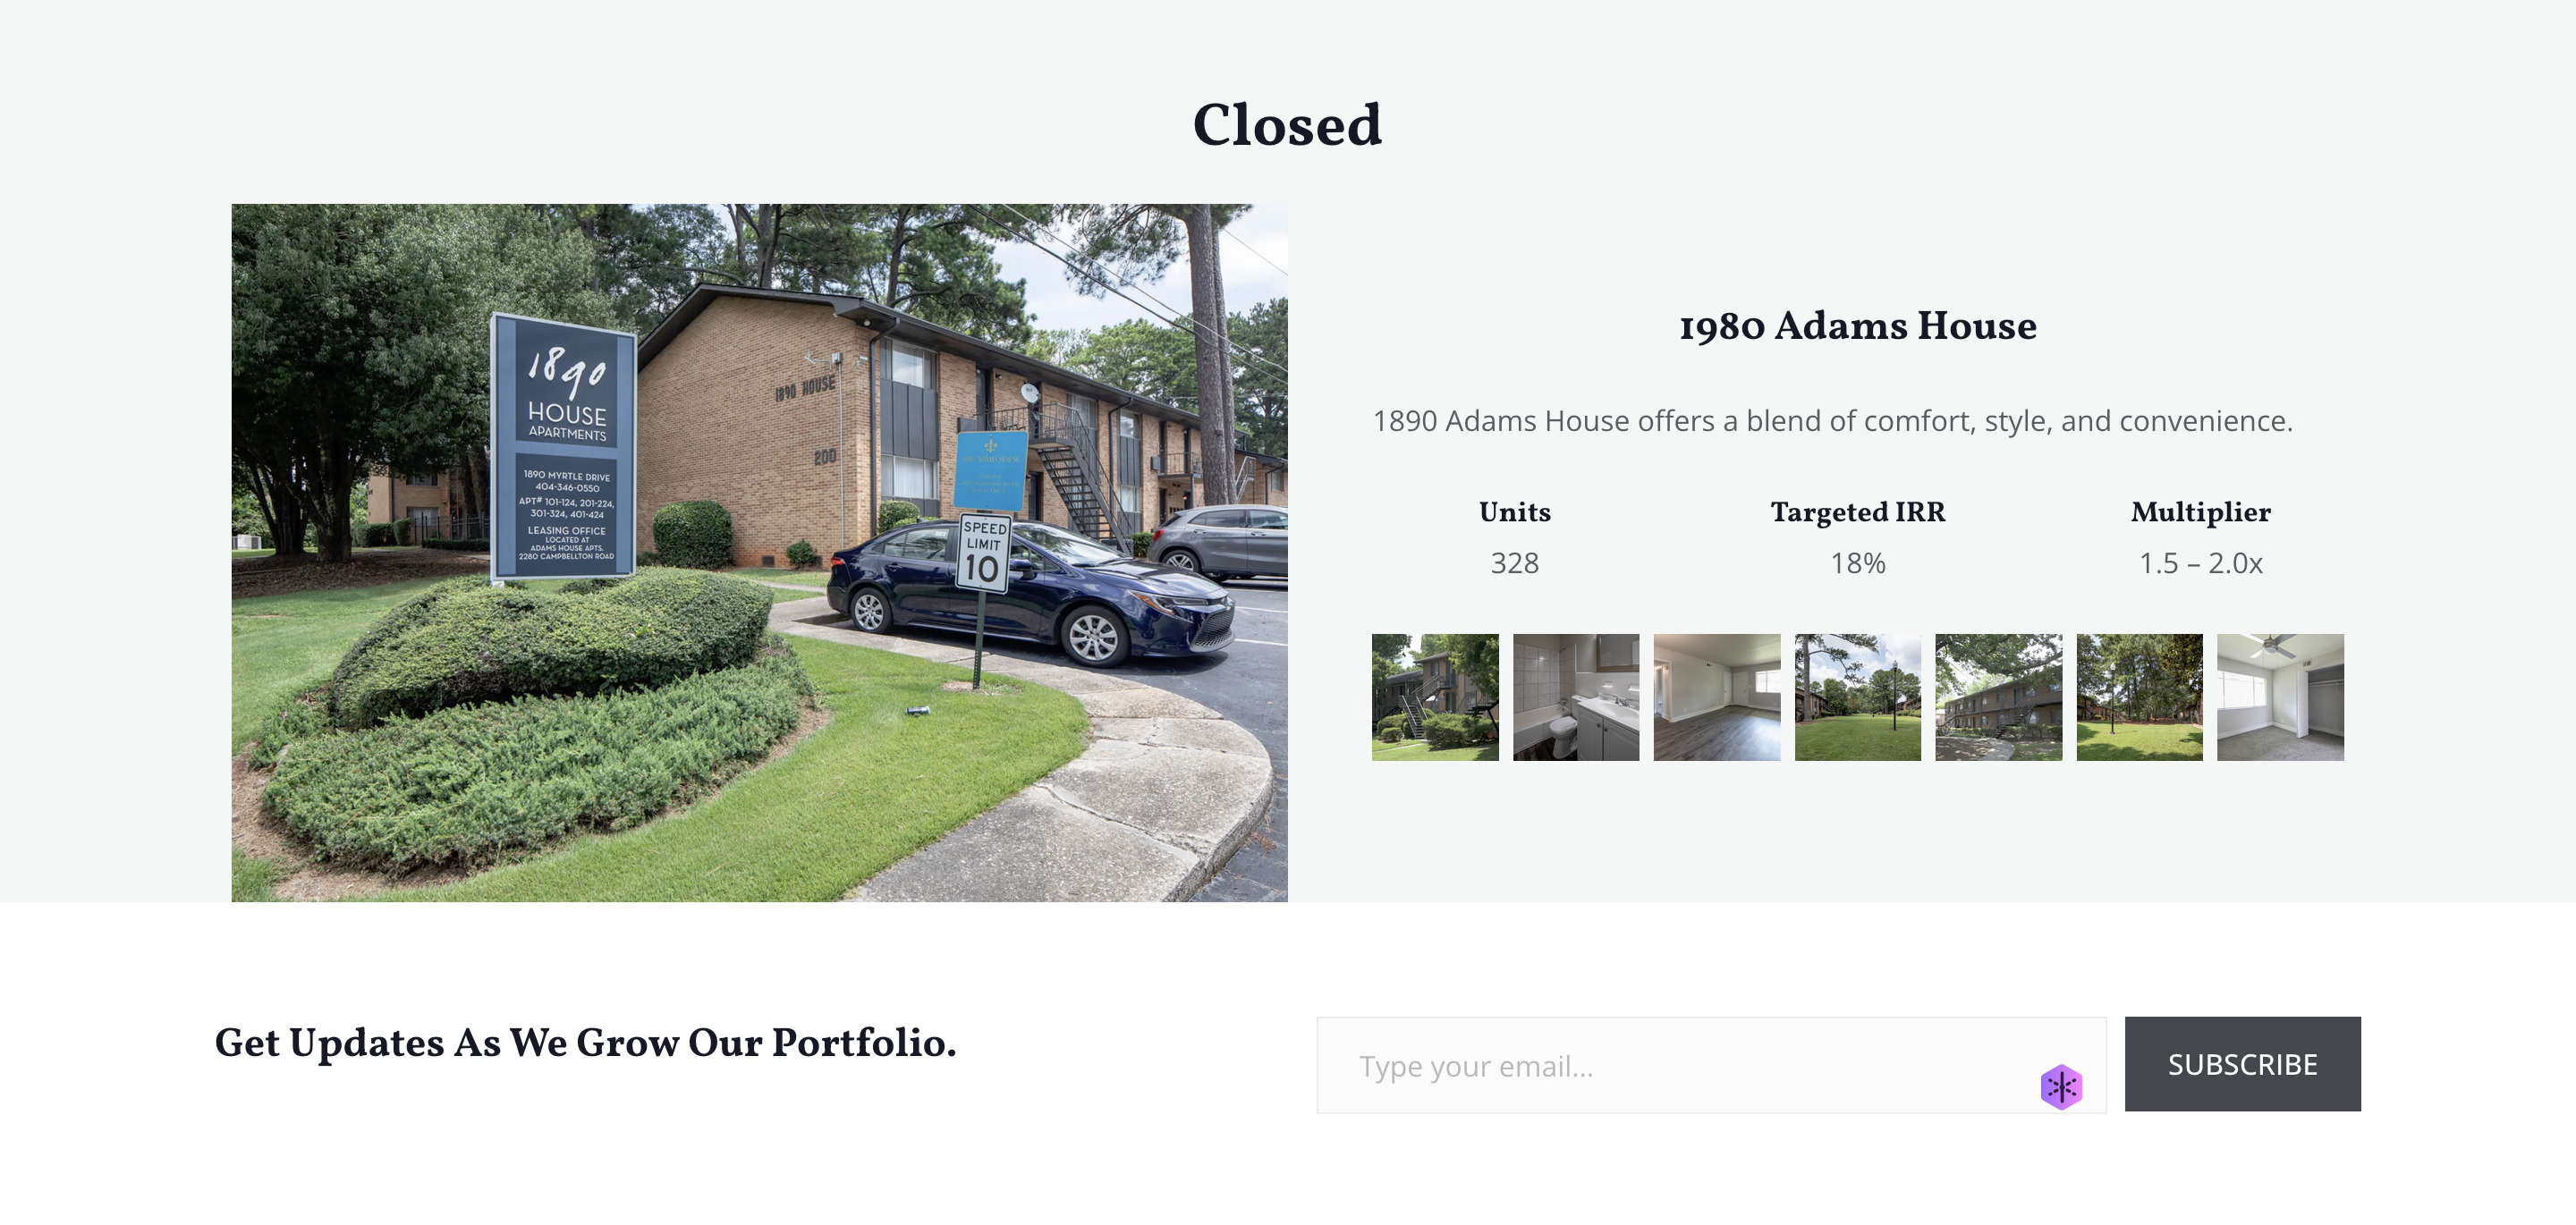 Closed
1890
HOUSE
APARTMENTS
1890 MYRTLE DRIVE
404-346-0550
APT# 101-124, 201-224,
301-324, 401-424
LEASING OFFICE
LOCATED AT
ADAMS HOUSE APTS.
2280 CAMPBELLTON ROAD
1890 HOUSE
200
SPEED
LIMIT
10
1980 Adams House
1890 Adams House offers a blend of comfort, style, and convenience.
Units Targeted IRR Multiplier
328 18% 1.5 – 2.0x
Get Updates As We Grow Our Portfolio.
Type your email...
SUBSCRIBE